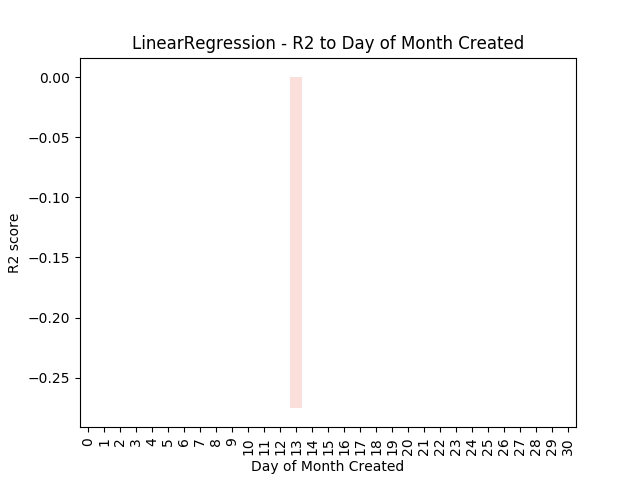 LinearRegression - R2 to Day of Month Created
R2 score
0.00
−0.05
−0.10
−0.15
−0.20
−0.25
0 1 2 3 4 5 6 7 8 9 10 11 12 13 14 15 16 17 18 19 20 21 22 23 24 25 26 27 28 29 30
Day of Month Created